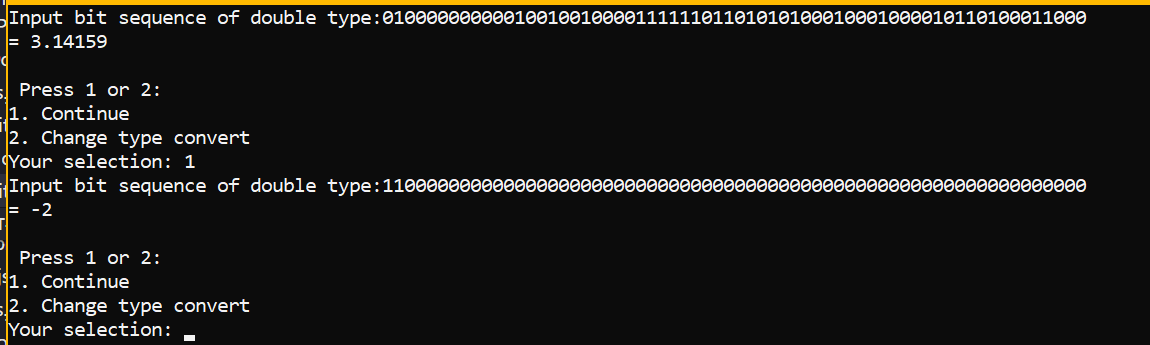 Input bit sequence of double type:0100000000001001001000011111101101010100010001000010110100011000
= 3.14159
Press 1 or 2:
1. Continue
2. Change type convert
Your selection: 1
Input bit sequence of double type:1100000000000000000000000000000000000000000000000000000000000000
= -2
Press 1 or 2:
1. Continue
2. Change type convert
Your selection: